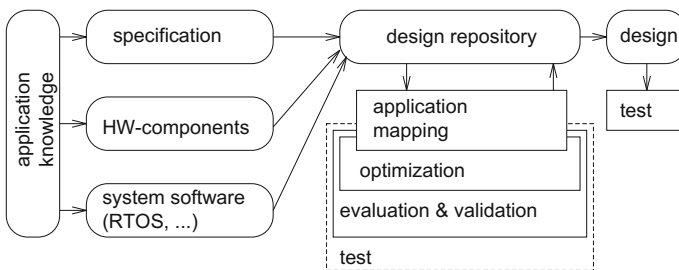 application
knowledge
specification
HW-components
system software
(RTOS, ...)
design repository
design
test
application
mapping
optimization
evaluation & validation
test